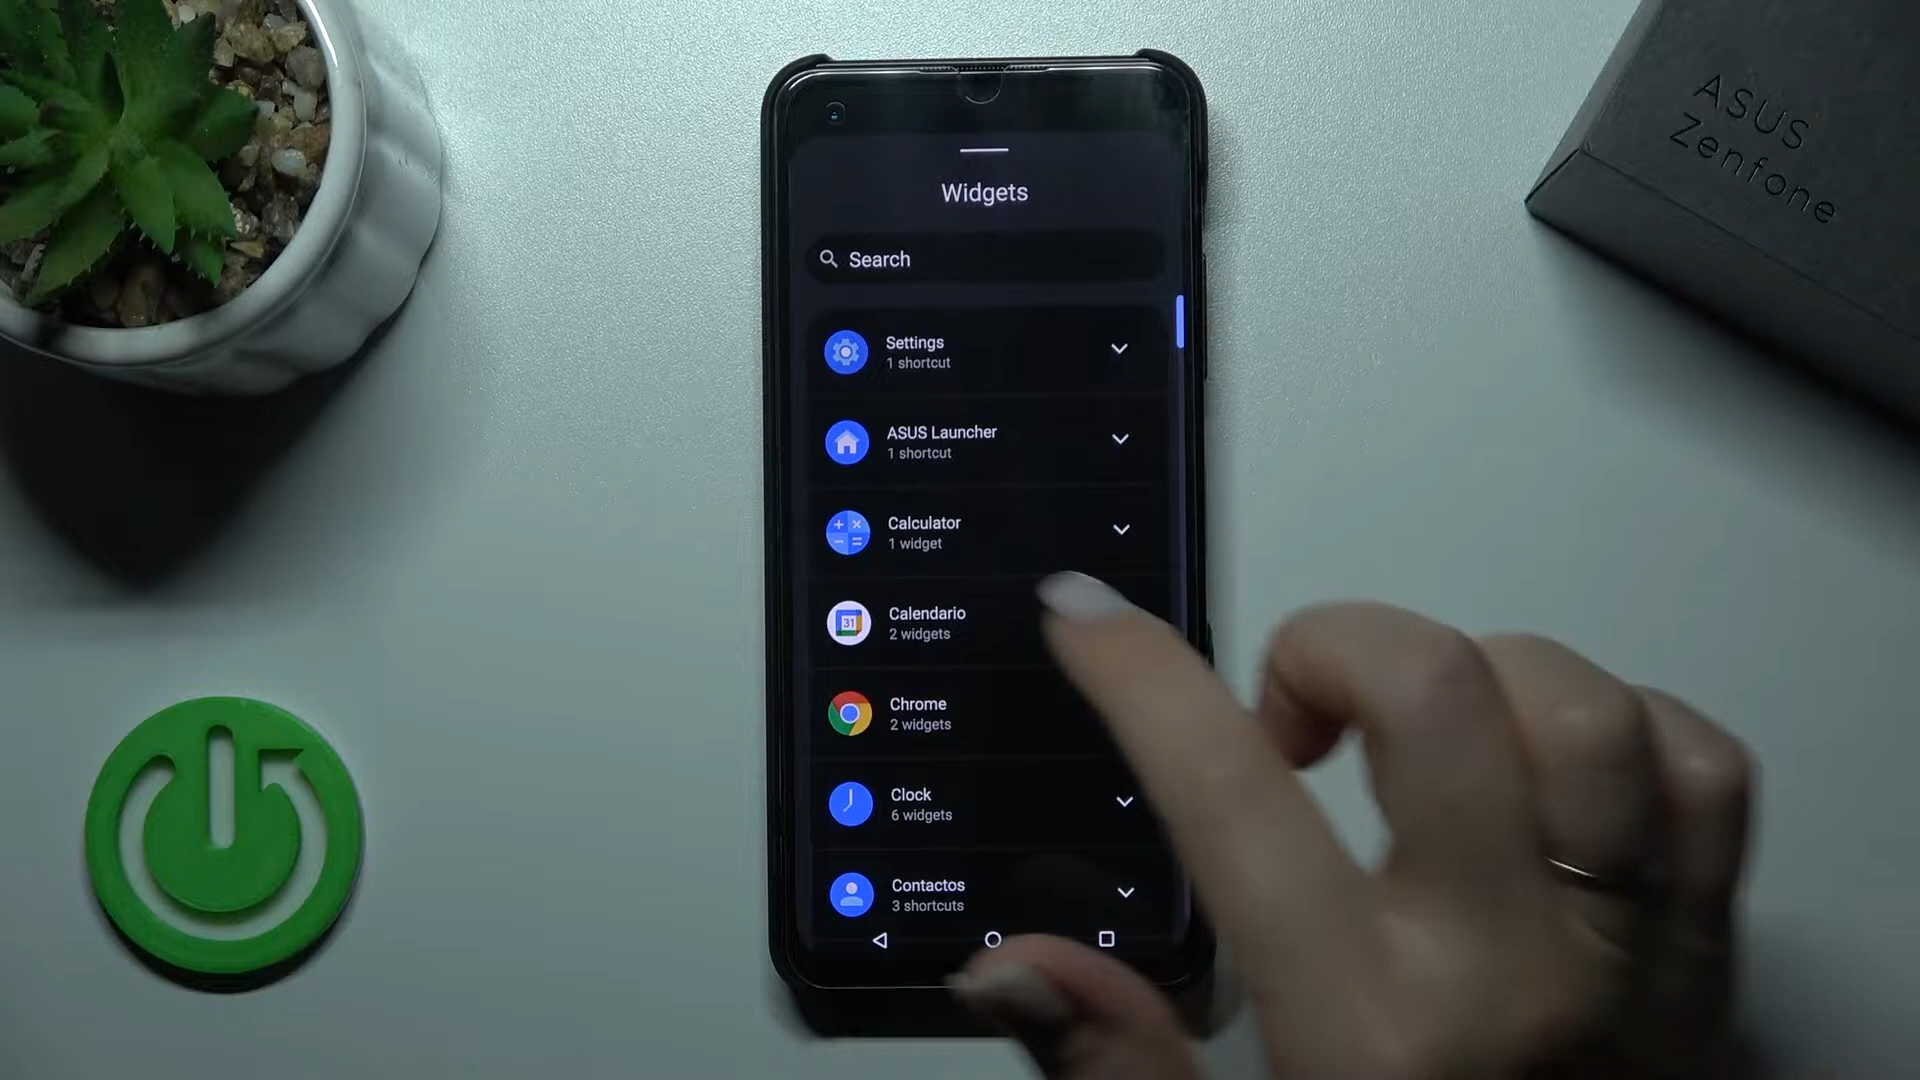 ASUS
Zenfone
Widgets
Search
Settings
1 shortcut
ASUS Launcher
1 shortcut
Calculator
1 widget
Calendario
31
2 widgets
Chrome
2 widgets
Clock
6 widgets
Contactos
3 shortcuts